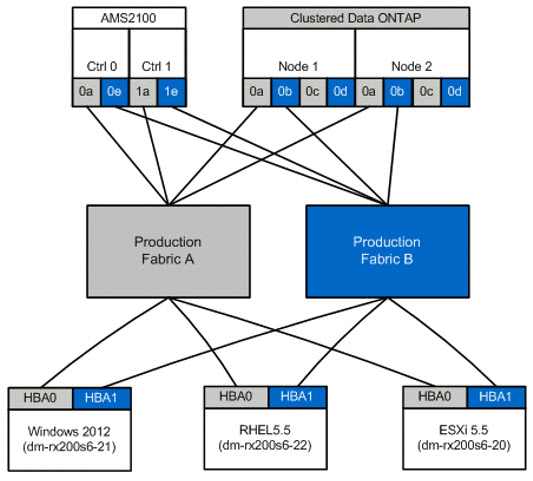 AMS2100
Clustered Data ONTAP
Ctrl 0
Ctrl 1
Node 1
Node 2
0a
0e
1a
1e
0a
0b
0c
0d
0a
0b
0c
0d
Production
Fabric A
Production
Fabric B
HBA0
HBA1
Windows 2012
(dm-rx200s6-21)
HBA0
HBA1
RHEL5.5
(dm-rx200s6-22)
HBA0
HBA1
ESXi 5.5
(dm-rx200s6-20)